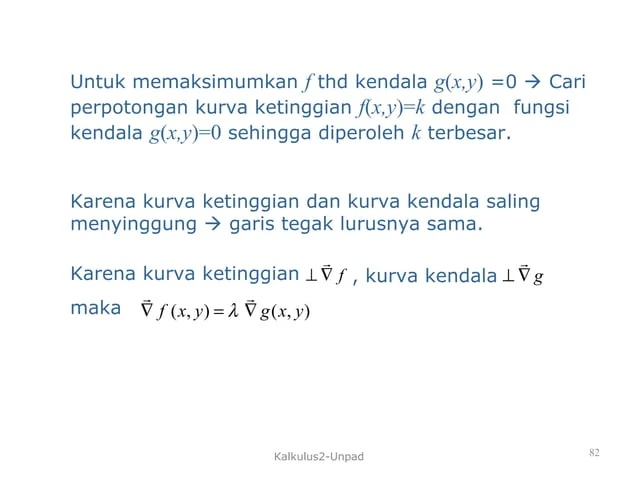 Untuk memaksimumkan f thd kendala g(x,y) =0 → Cari
perpotongan kurva ketinggian f(x,y)=k dengan fungsi
kendala g(x,y)=0 sehingga diperoleh k terbesar.
Karena kurva ketinggian dan kurva kendala saling
menyinggung → garis tegak lurusnya sama.
Karena kurva ketinggian ⊥ ∇⃗ f , kurva kendala ⊥ ∇⃗ g
maka ∇⃗ f (x, y) = λ ∇⃗ g(x, y)
Kalkulus2-Unpad
82